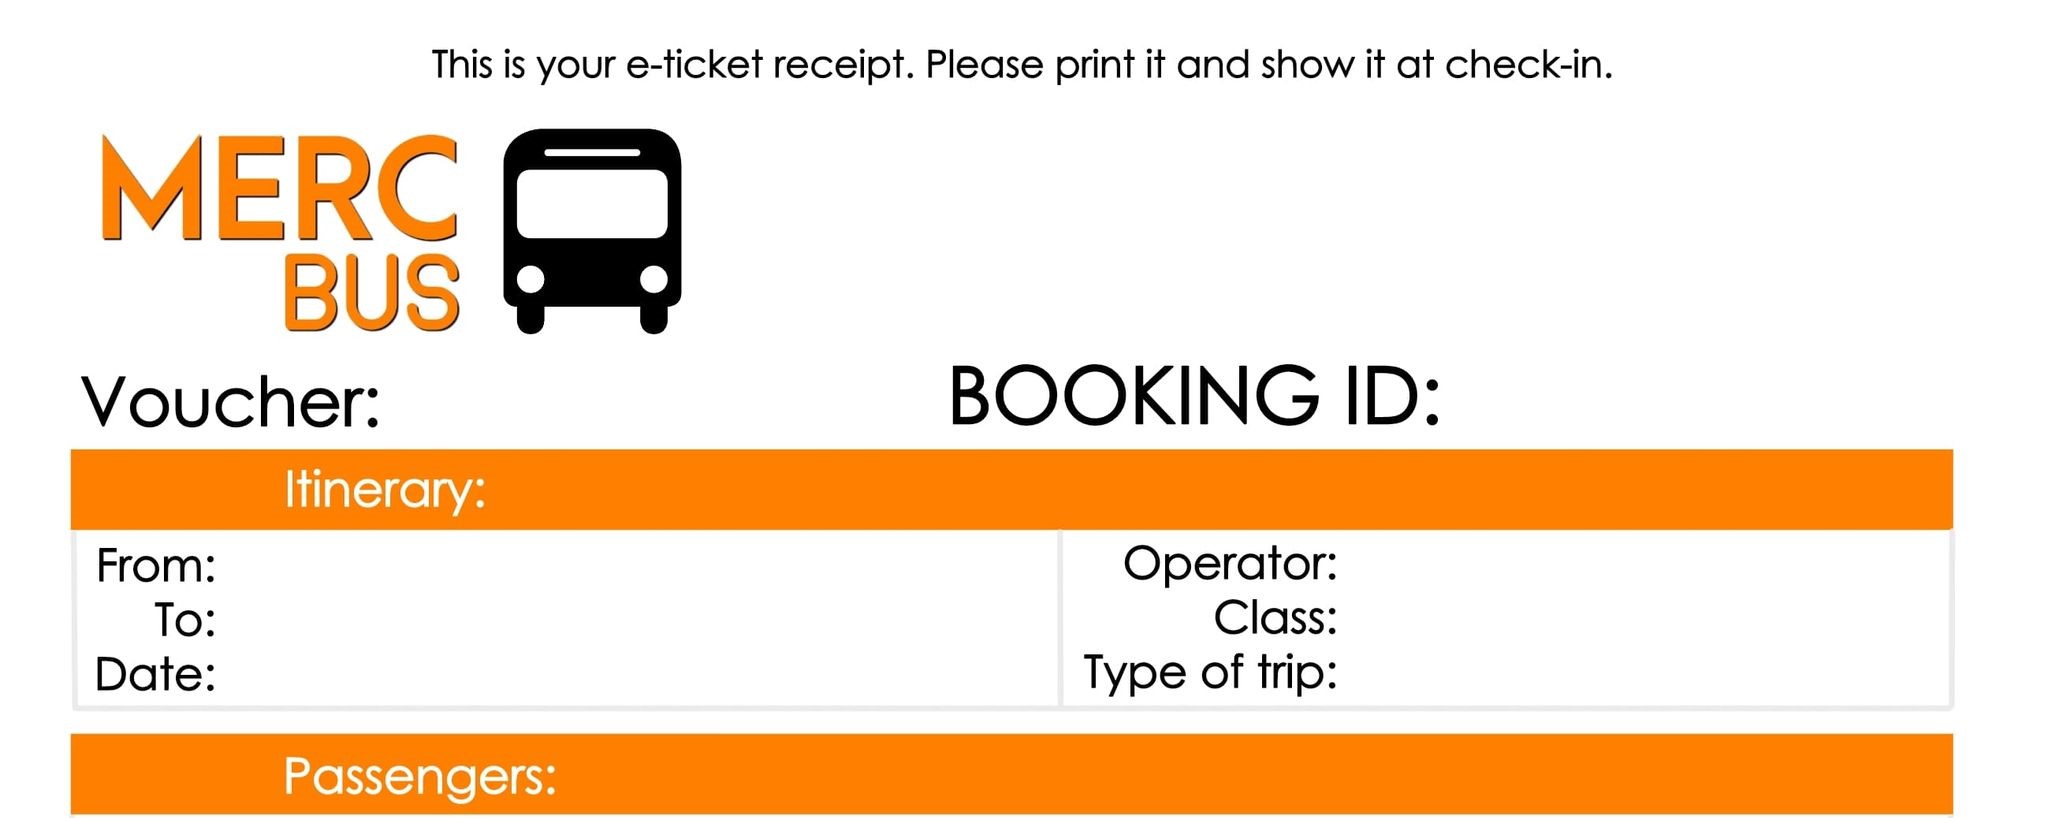 This is your e-ticket receipt. Please print it and show it at check-in.
MERC
BUS
Voucher:
BOOKING ID:
Itinerary:
From:
To:
Date:
Operator:
Class:
Type of trip:
Passengers: